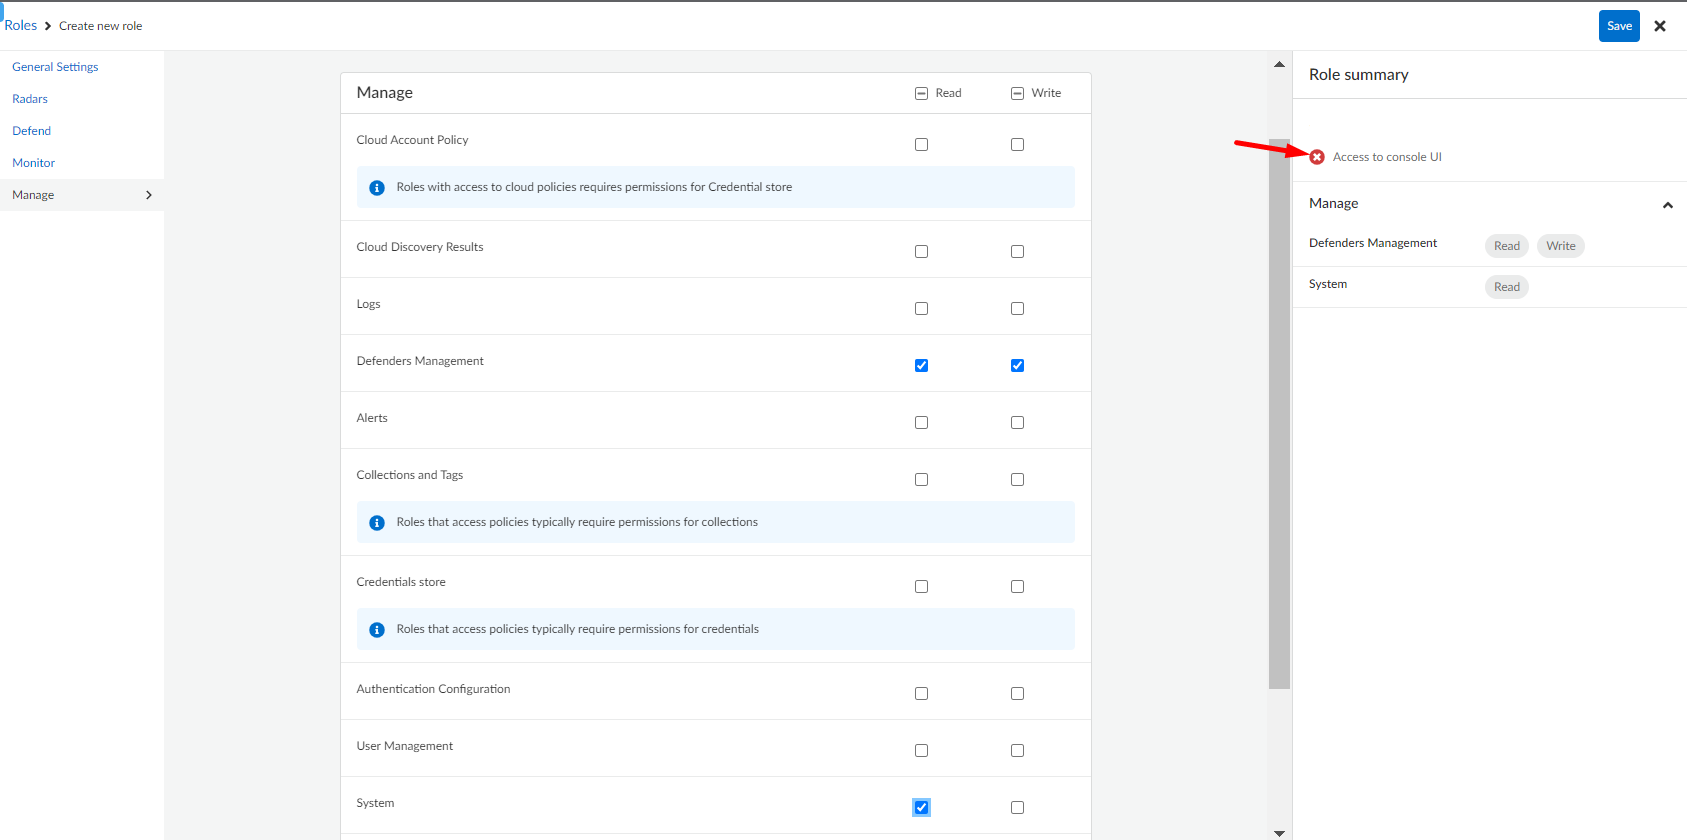 Roles > Create new role
Save
General Settings
Radars
Defend
Monitor
Manage
Manage Read Write
Cloud Account Policy
Roles with access to cloud policies requires permissions for Credential store
Cloud Discovery Results
Logs
Defenders Management
Alerts
Collections and Tags
Roles that access policies typically require permissions for collections
Credentials store
Roles that access policies typically require permissions for credentials
Authentication Configuration
User Management
System
Role summary
Access to console UI
Manage
Defenders Management Read Write
System Read